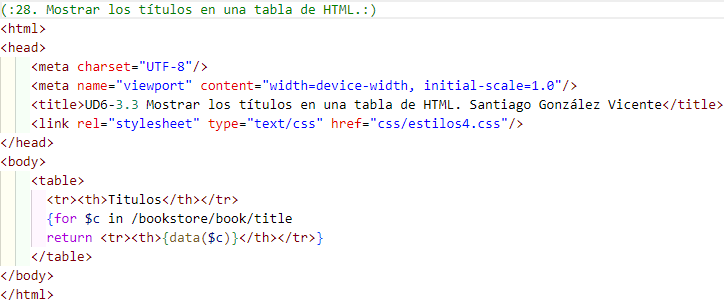 (:28. Mostrar los títulos en una tabla de HTML.:)
<html>
<head>
    <meta charset="UTF-8"/>
    <meta name="viewport" content="width=device-width, initial-scale=1.0"/>
    <title>UD6-3.3 Mostrar los títulos en una tabla de HTML. Santiago González Vicente</title>
    <link rel="stylesheet" type="text/css" href="css/estilos4.css"/>
</head>
<body>
    <table>
      <tr><th>Titulos</th></tr>
      {for $c in /bookstore/book/title
      return <tr><th>{data($c)}</th></tr>}
    </table>
</body>
</html>